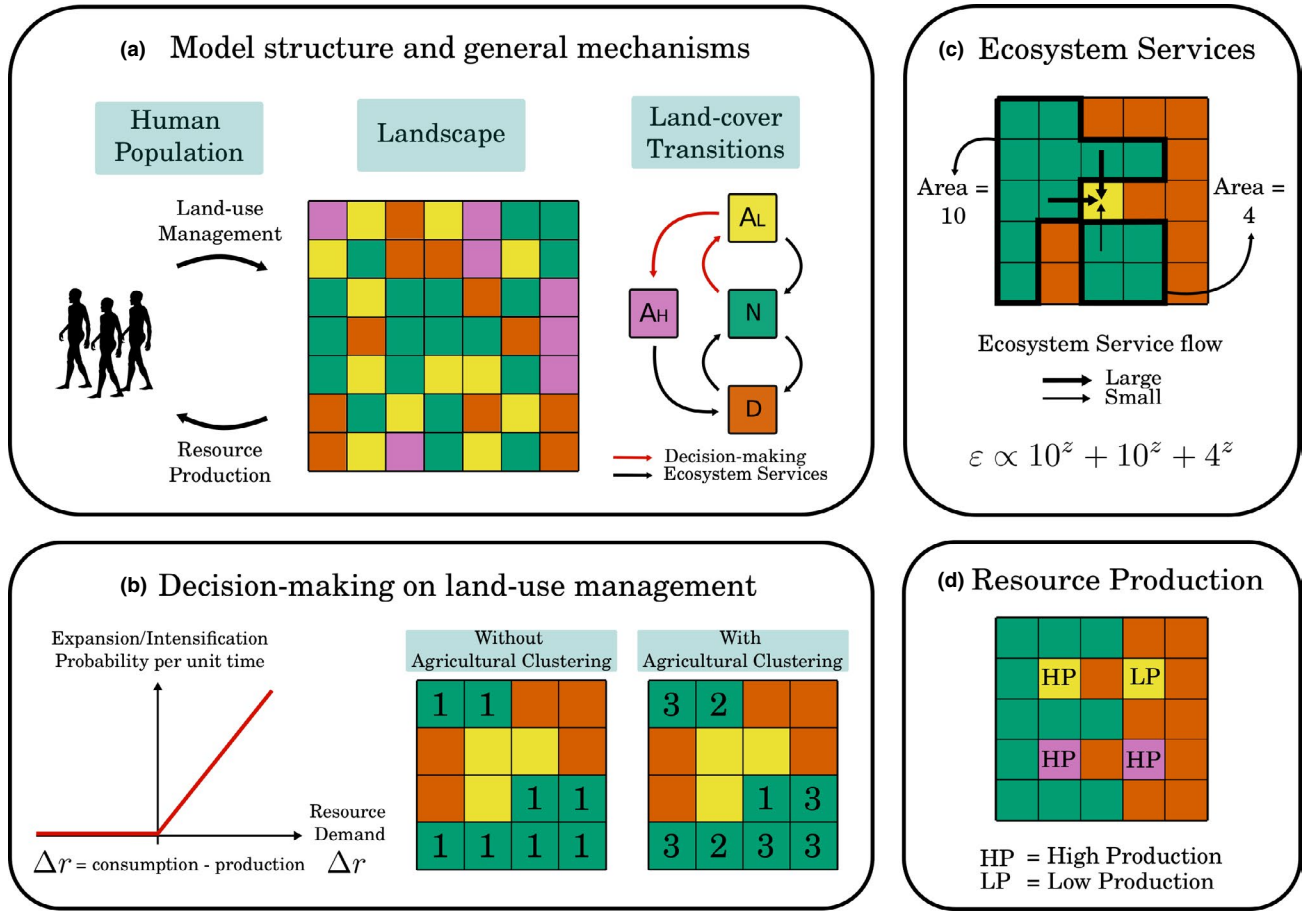 (a) Model structure and general mechanisms
Human
Population
Landscape
Land-cover
Transitions
Land-use
Management
Resource
Production
AL
AH
N
D
Decision-making
Ecosystem Services
(b) Decision-making on land-use management
Expansion/Intensification
Probability per unit time
Resource
Demand
Δr
Δr = consumption - production
Without
Agricultural Clustering
1 1
1 1
1 1 1 1
With
Agricultural Clustering
3 2
1 3
3 2 3 3
(c) Ecosystem Services
Area =
10
Area =
4
Ecosystem Service flow
Large
Small
ε ∝ 10^z + 10^z + 4^z
(d) Resource Production
HP LP
HP HP
HP = High Production
LP = Low Production